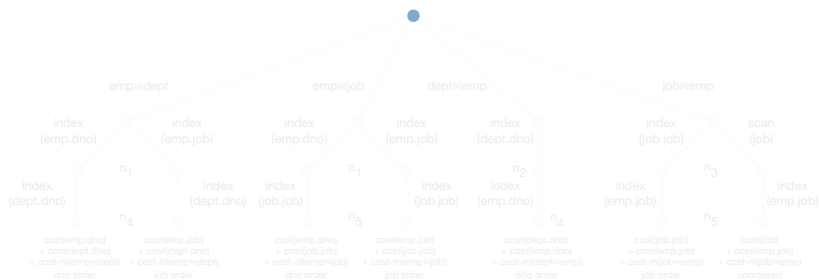 emp⋈dept
emp⋈job
dept⋈emp
job⋈emp
index
(emp.dno)
index
(emp.job)
index
(emp.dno)
index
(emp.job)
index
(dept.dno)
index
(job.job)
scan
(job)
n1
n1
n2
n3
index
(dept.dno)
index
(dept.dno)
index
(job.job)
index
(job.job)
index
(emp.dno)
index
(emp.job)
index
(emp.job)
n4
n5
n4
n5
cost(emp.dno)
+ cost(dept.dno)
+ cost-m(emp⋈dept)
dno order
cost(emp.job)
+ cost(dept.dno)
+ cost-nl(emp⋈dept)
job order
cost(emp.dno)
+ cost(job.job)
+ cost-nl(emp⋈job)
dno order
cost(emp.job)
+ cost(job.job)
+ cost-m(emp⋈job)
job order
cost(dept.dno)
+ cost(emp.dno)
+ cost-m(dept⋈emp)
dno order
cost(job.job)
+ cost(emp.job)
+ cost-m(job⋈emp)
job order
cost(job)
+ cost(emp.job)
+ cost-nl(job⋈emp)
unordered